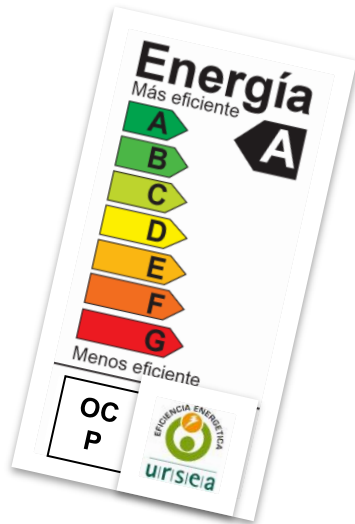 Energía
Más eficiente
A
A
B
C
D
E
F
G
Menos eficiente
OC
P
EFICIENCIA ENERGETICA
ursea